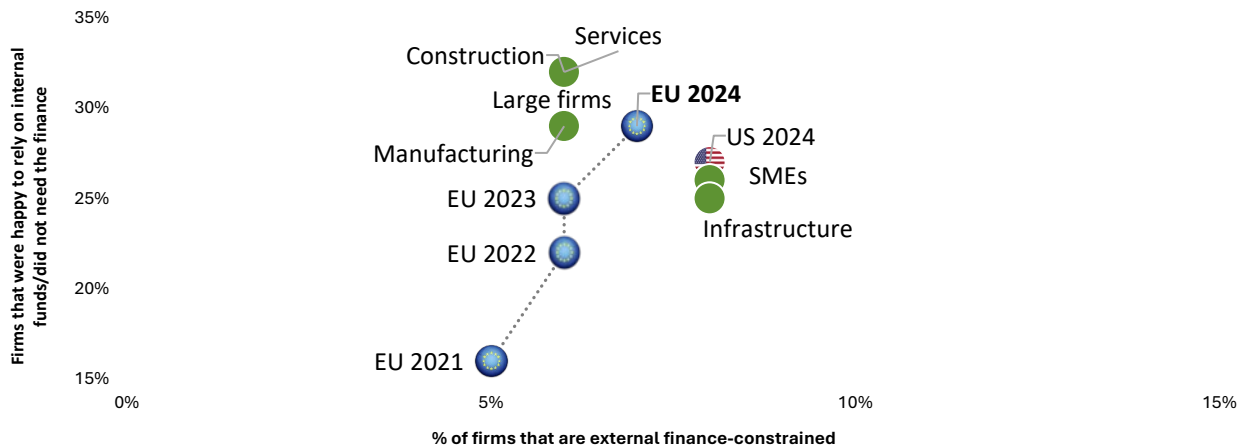 Firms that were happy to rely on internal
funds/did not need the finance
35%
30%
25%
20%
15%
Services
Construction
Large firms
EU 2024
Manufacturing
US 2024
SMEs
EU 2023
Infrastructure
EU 2022
EU 2021
0%
5%
10%
15%
% of firms that are external finance-constrained